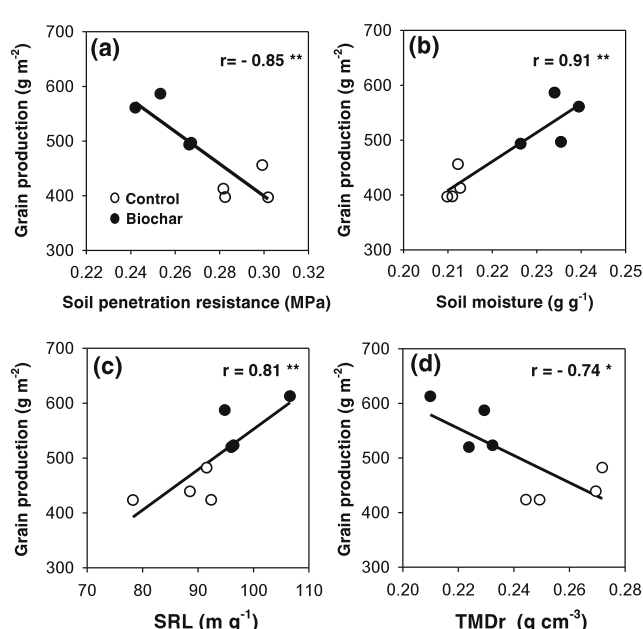 (a)
r= - 0.85 **
Grain production (g m-2)
700
600
500
400
300
Control
Biochar
0.22 0.24 0.26 0.28 0.30 0.32
Soil penetration resistance (MPa)
(b)
r = 0.91 **
Grain production (g m-2)
700
600
500
400
300
0.20 0.21 0.22 0.23 0.24 0.25
Soil moisture (g g-1)
(c)
r = 0.81 **
Grain production (g m-2)
700
600
500
400
300
70 80 90 100 110
SRL (m g-1)
(d)
r = - 0.74 *
Grain production (g m-2)
700
600
500
400
300
0.20 0.22 0.24 0.26 0.28
TMDr (g cm-3)